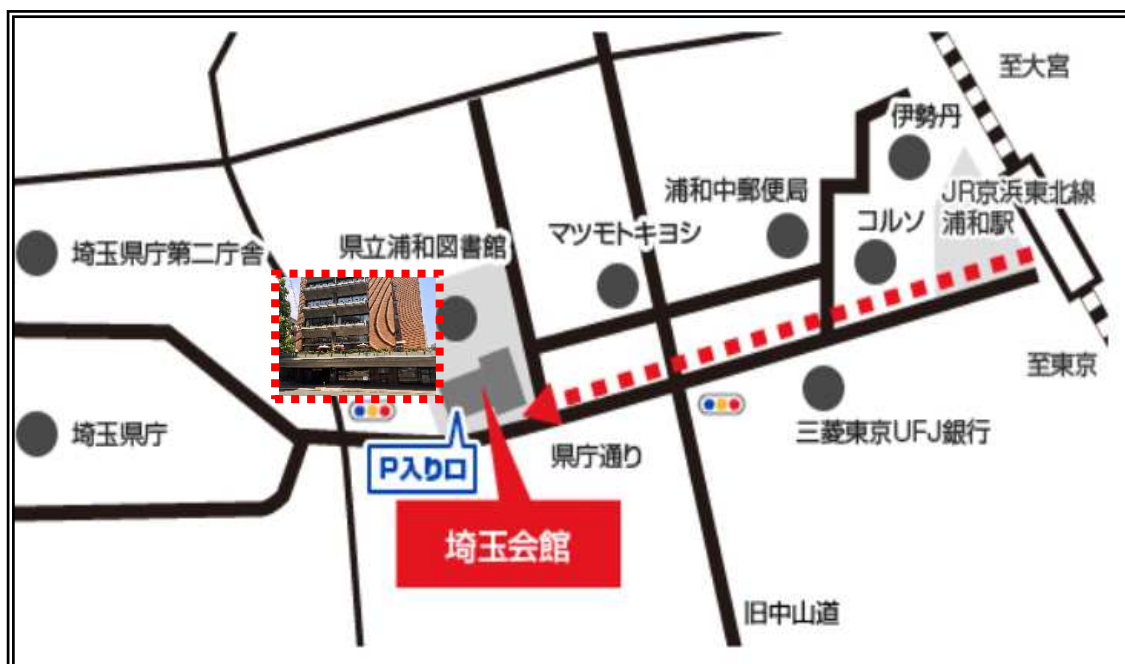 至大宮
伊勢丹
JR京浜東北線
浦和駅
浦和中郵便局
コルソ
マツモトキヨシ
県立浦和図書館
埼玉県庁第二庁舎
至東京
埼玉県庁
三菱東京UFJ銀行
県庁通り
P入り口
埼玉会館
旧中山道